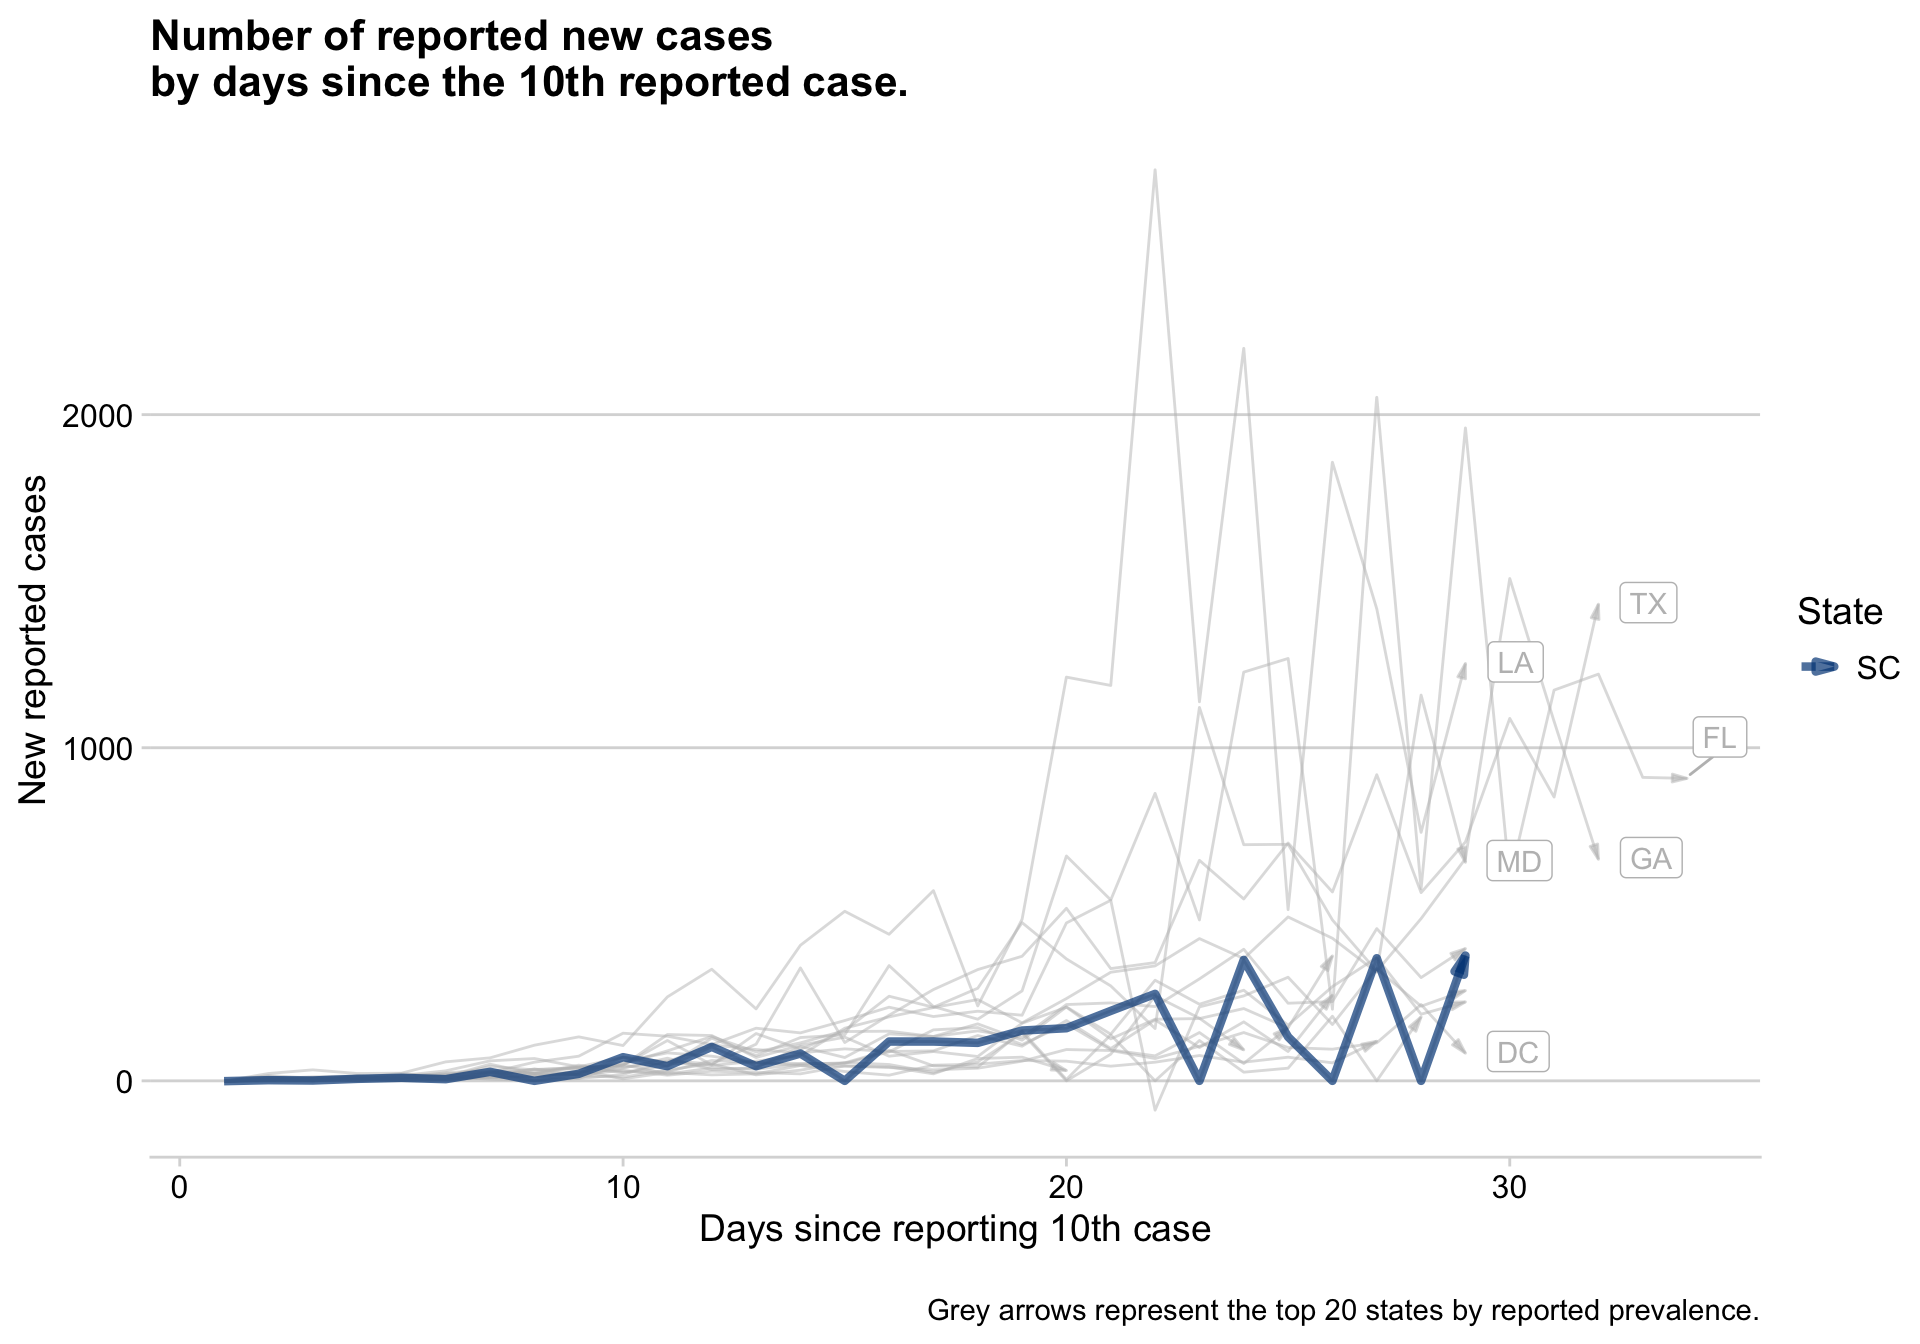 Number of reported new cases
by days since the 10th reported case.
New reported cases
2000
1000
0
TX
LA
FL
MD
GA
DC
State
SC
0
10
20
30
Days since reporting 10th case
Grey arrows represent the top 20 states by reported prevalence.